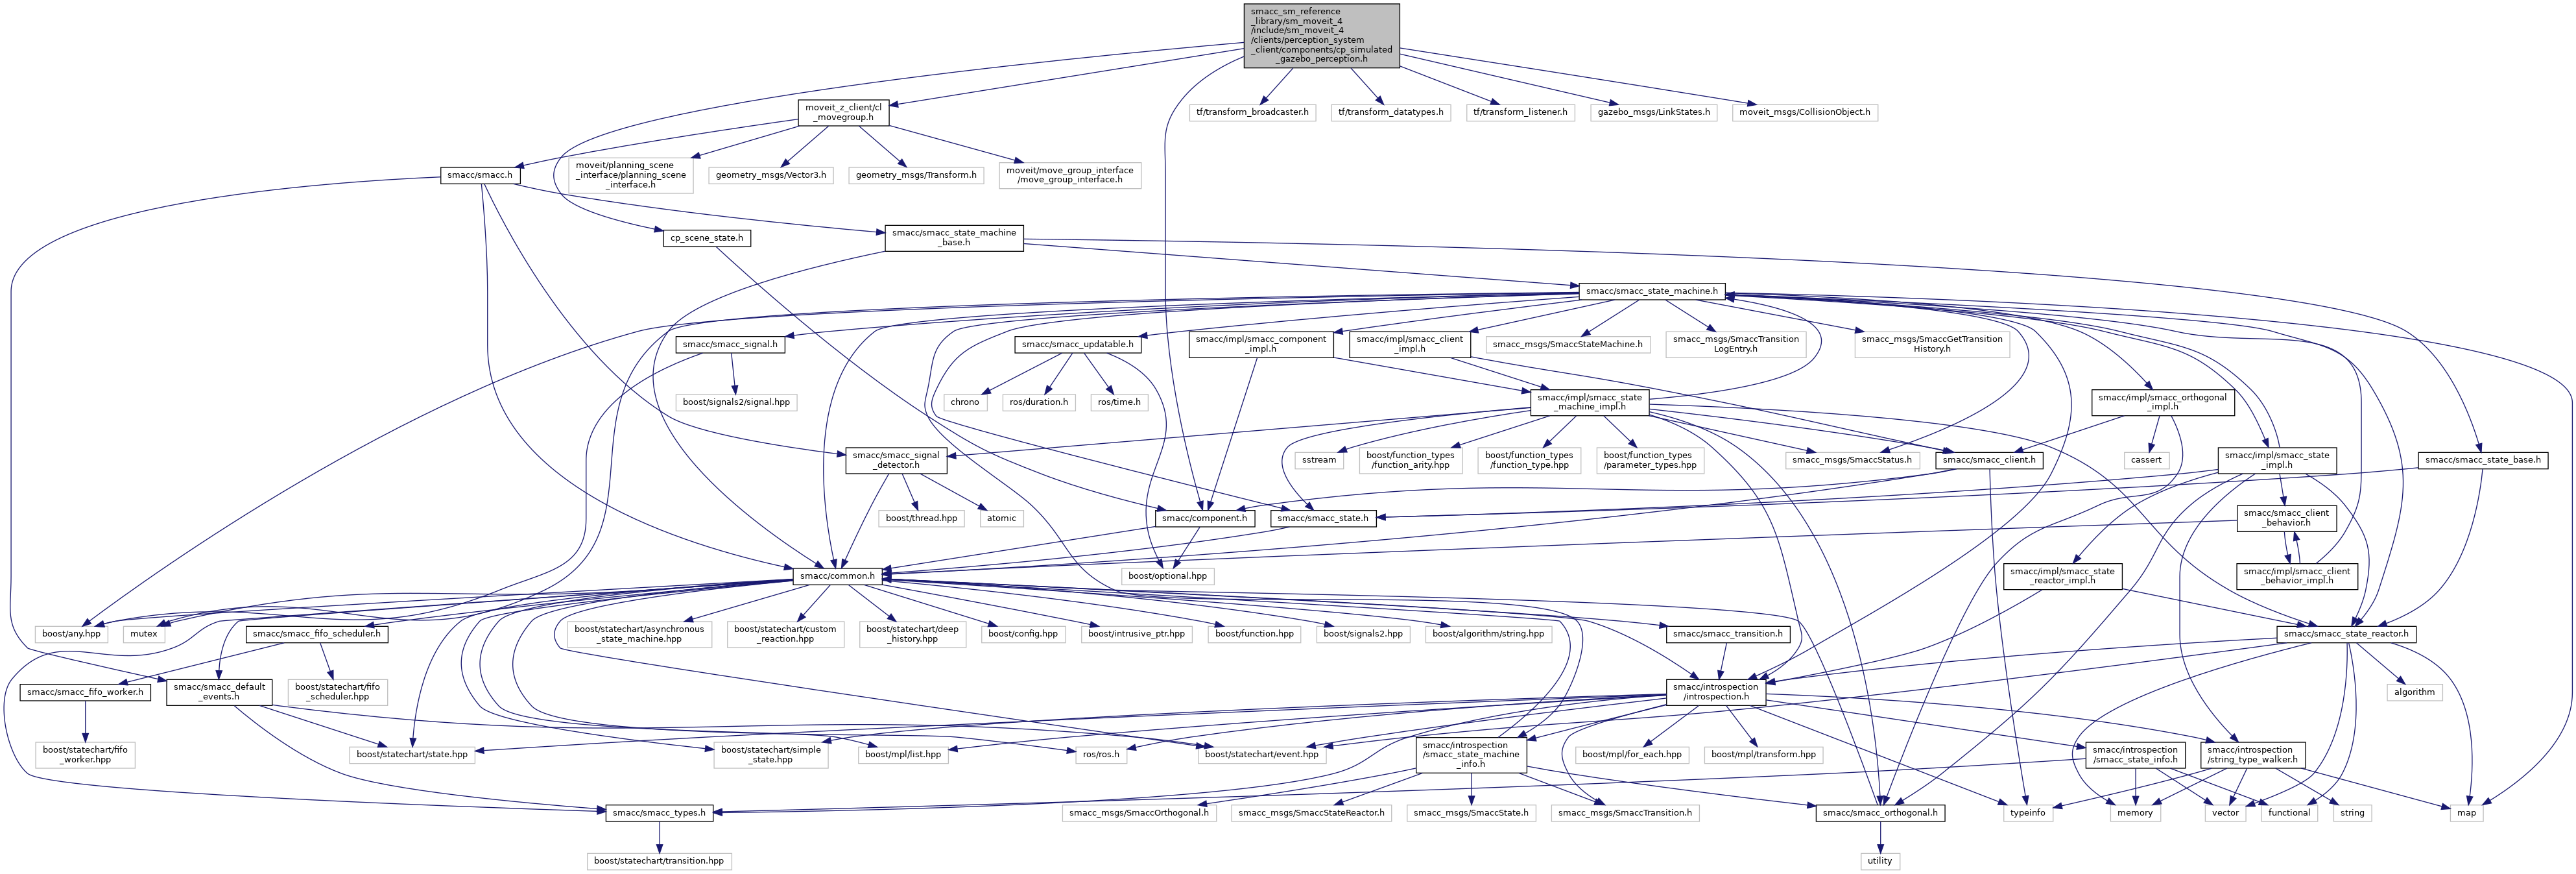 smacc_sm_reference
_library/sm_moveit_4
/include/sm_moveit_4
/clients/perception_system
_client/components/cp_simulated
_gazebo_perception.h
moveit_z_client/cl
_movegroup.h
tf/transform_broadcaster.h
tf/transform_datatypes.h
tf/transform_listener.h
gazebo_msgs/LinkStates.h
moveit_msgs/CollisionObject.h
smacc/smacc.h
moveit/planning_scene
_interface/planning_scene
_interface.h
geometry_msgs/Vector3.h
geometry_msgs/Transform.h
moveit/move_group_interface
/move_group_interface.h
cp_scene_state.h
smacc/smacc_state_machine
_base.h
smacc/smacc_state_machine.h
smacc/smacc_signal.h
smacc/smacc_updatable.h
smacc/impl/smacc_component
_impl.h
smacc/impl/smacc_client
_impl.h
smacc_msgs/SmaccStateMachine.h
smacc_msgs/SmaccTransition
LogEntry.h
smacc_msgs/SmaccGetTransition
History.h
boost/signals2/signal.hpp
chrono
ros/duration.h
ros/time.h
smacc/impl/smacc_state
_machine_impl.h
smacc/impl/smacc_orthogonal
_impl.h
smacc/smacc_signal
_detector.h
sstream
boost/function_types
/function_arity.hpp
boost/function_types
/function_type.hpp
boost/function_types
/parameter_types.hpp
smacc_msgs/SmaccStatus.h
smacc/smacc_client.h
cassert
smacc/impl/smacc_state
_impl.h
smacc/smacc_state_base.h
boost/thread.hpp
atomic
smacc/component.h
smacc/smacc_state.h
smacc/smacc_client
_behavior.h
smacc/common.h
boost/optional.hpp
smacc/impl/smacc_state
_reactor_impl.h
smacc/impl/smacc_client
_behavior_impl.h
boost/any.hpp
mutex
smacc/smacc_fifo_scheduler.h
boost/statechart/asynchronous
_state_machine.hpp
boost/statechart/custom
_reaction.hpp
boost/statechart/deep
_history.hpp
boost/config.hpp
boost/intrusive_ptr.hpp
boost/function.hpp
boost/signals2.hpp
boost/algorithm/string.hpp
smacc/smacc_transition.h
smacc/smacc_state_reactor.h
smacc/smacc_fifo_worker.h
smacc/smacc_default
_events.h
boost/statechart/fifo
_scheduler.hpp
smacc/introspection
/introspection.h
algorithm
boost/statechart/fifo
_worker.hpp
boost/statechart/state.hpp
boost/statechart/simple
_state.hpp
boost/mpl/list.hpp
ros/ros.h
boost/statechart/event.hpp
smacc/introspection
/smacc_state_machine
_info.h
boost/mpl/for_each.hpp
boost/mpl/transform.hpp
smacc/introspection
/smacc_state_info.h
smacc/introspection
/string_type_walker.h
smacc/smacc_types.h
smacc_msgs/SmaccOrthogonal.h
smacc_msgs/SmaccStateReactor.h
smacc_msgs/SmaccState.h
smacc_msgs/SmaccTransition.h
smacc/smacc_orthogonal.h
typeinfo
memory
vector
functional
string
map
boost/statechart/transition.hpp
utility